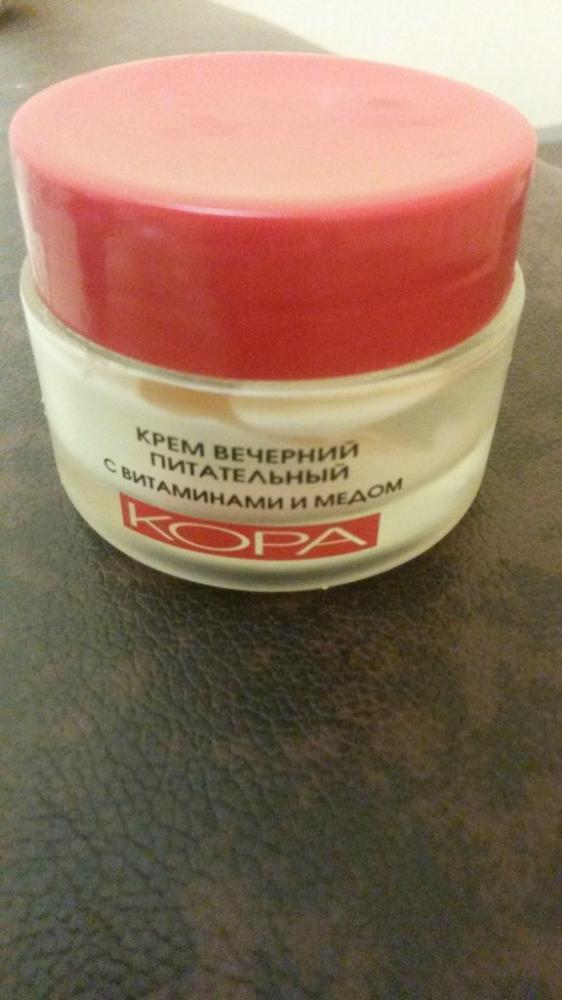 КРЕМ ВЕЧЕРНИЙ
ПИТАТЕЛЬНЫЙ
С ВИТАМИНАМИ И МЕДОМ
КОРА